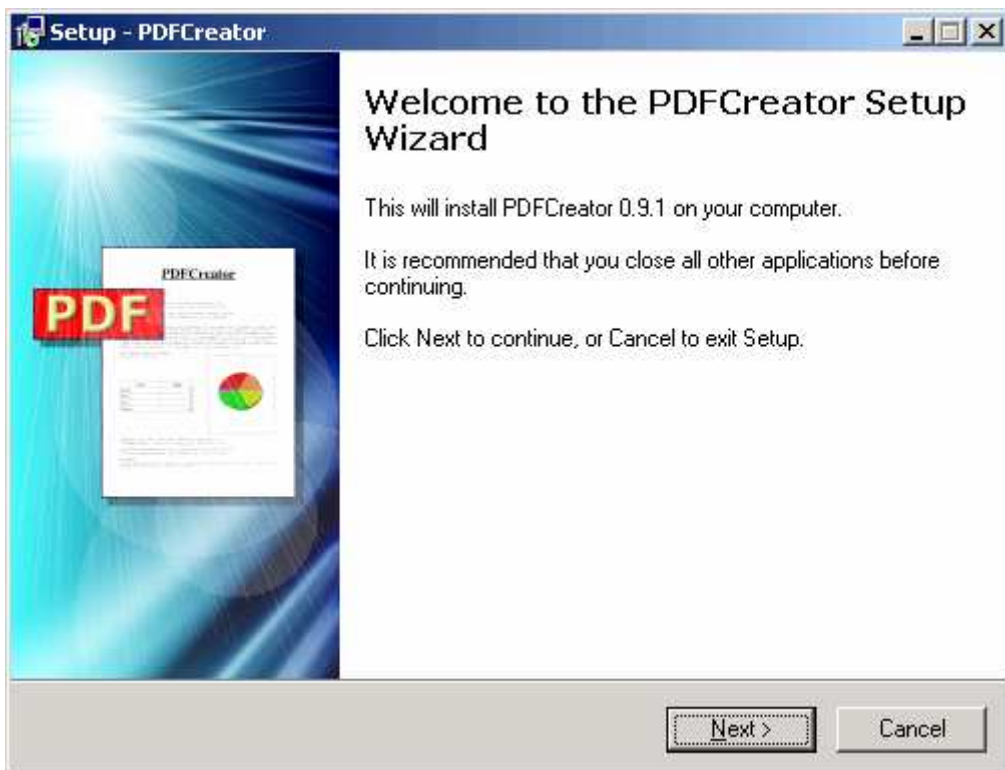 Setup - PDFCreator
Welcome to the PDFCreator Setup
Wizard
This will install PDFCreator 0.9.1 on your computer.
It is recommended that you close all other applications before
continuing.
Click Next to continue, or Cancel to exit Setup.
PDFCreator
PDF
Next >
Cancel